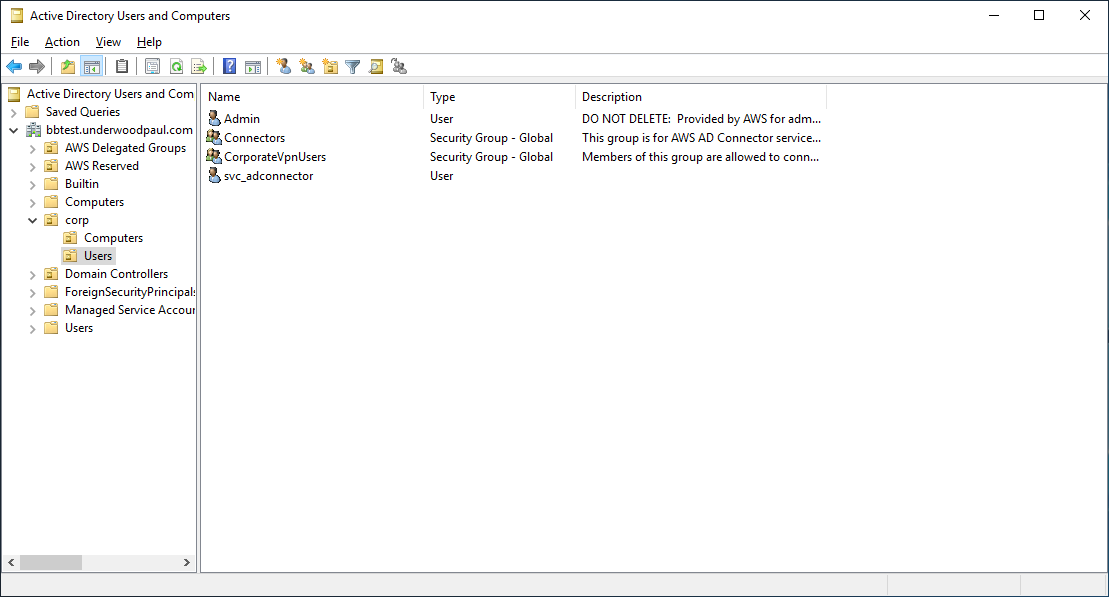 Active Directory Users and Computers
File Action View Help
Active Directory Users and Com
Saved Queries
bbtest.underwoodpaul.com
AWS Delegated Groups
AWS Reserved
Builtin
Computers
corp
Computers
Users
Domain Controllers
ForeignSecurityPrincipals
Managed Service Accour
Users
Name Type Description
Admin User DO NOT DELETE: Provided by AWS for adm...
Connectors Security Group - Global This group is for AWS AD Connector service...
CorporateVpnUsers Security Group - Global Members of this group are allowed to conn...
svc_adconnector User